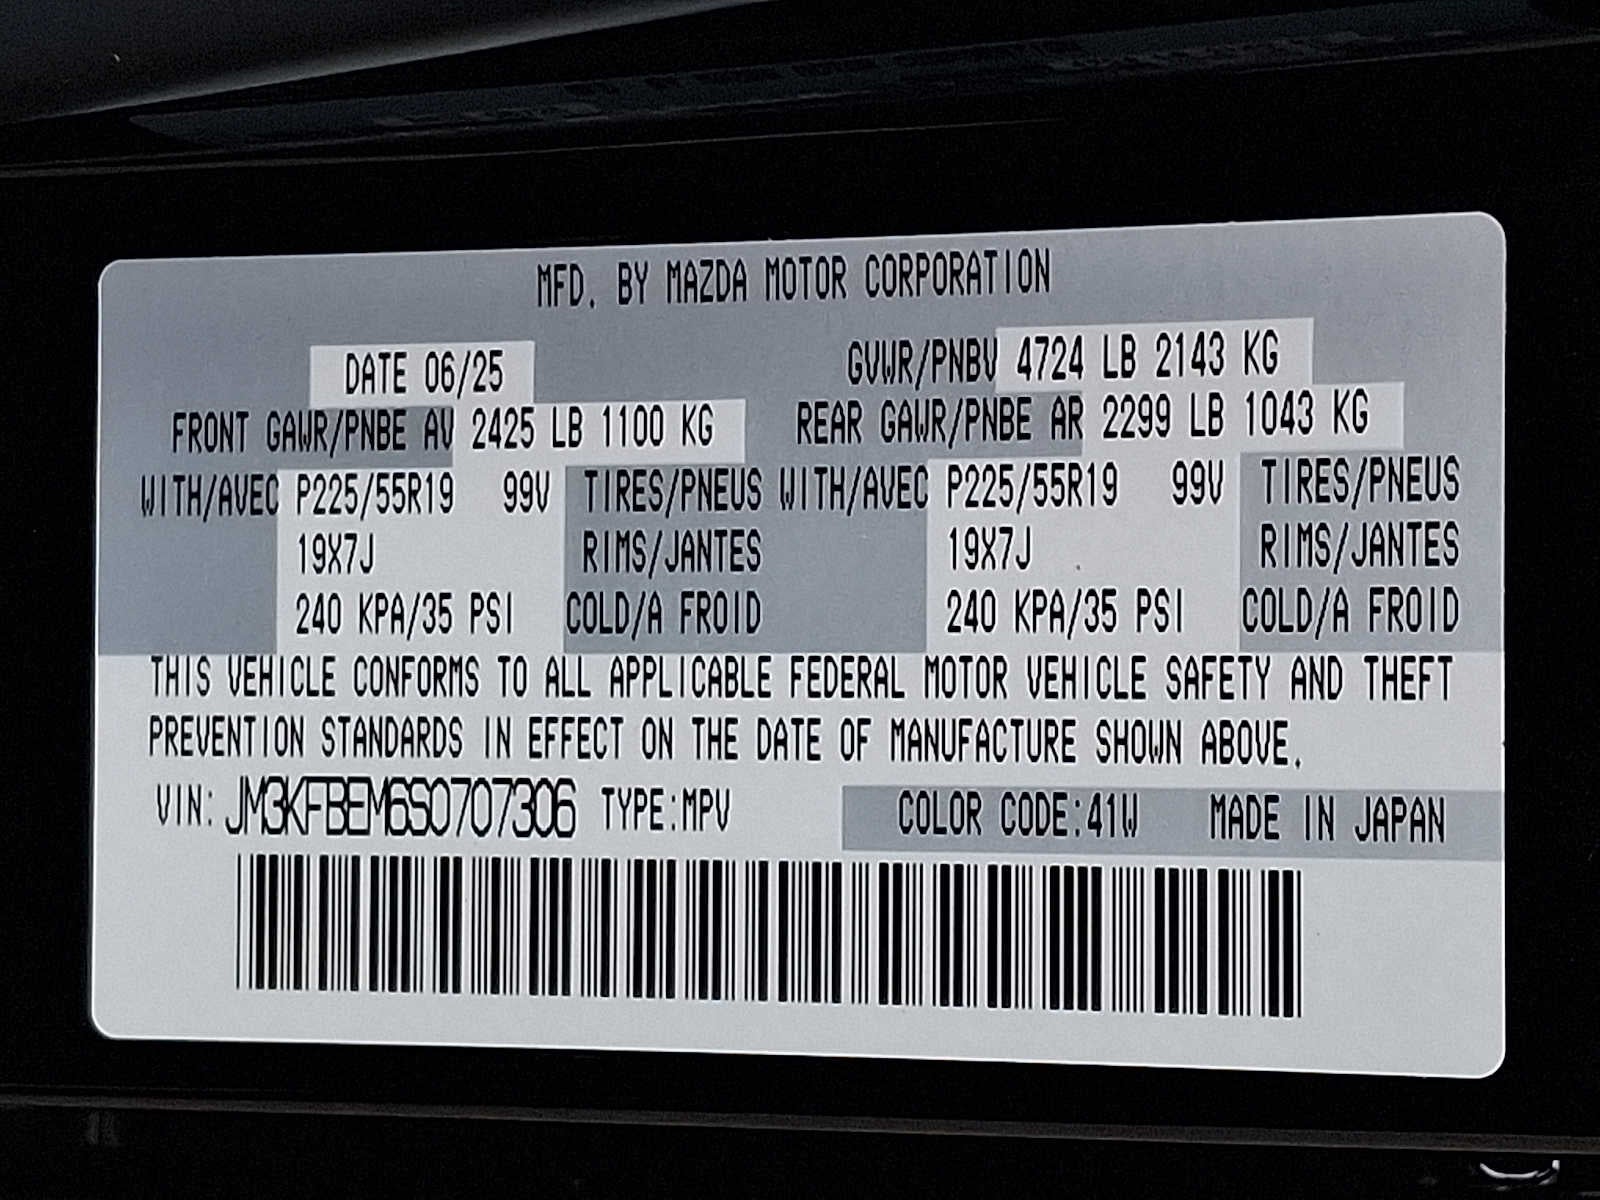 MFD. BY MAZDA MOTOR CORPORATION
DATE 06/25 GVWR/PNBV 4724 LB 2143 KG
FRONT GAWR/PNBE AV 2425 LB 1100 KG REAR GAWR/PNBE AR 2299 LB 1043 KG
WITH/AVEC P225/55R19 99V TIRES/PNEUS WITH/AVEC P225/55R19 99V TIRES/PNEUS
19X7J RIMS/JANTES 19X7J RIMS/JANTES
240 KPA/35 PSI COLD/A FROID 240 KPA/35 PSI COLD/A FROID
THIS VEHICLE CONFORMS TO ALL APPLICABLE FEDERAL MOTOR VEHICLE SAFETY AND THEFT
PREVENTION STANDARDS IN EFFECT ON THE DATE OF MANUFACTURE SHOWN ABOVE.
VIN: JM3KFBEM6S0707306 TYPE:MPV COLOR CODE:41W MADE IN JAPAN